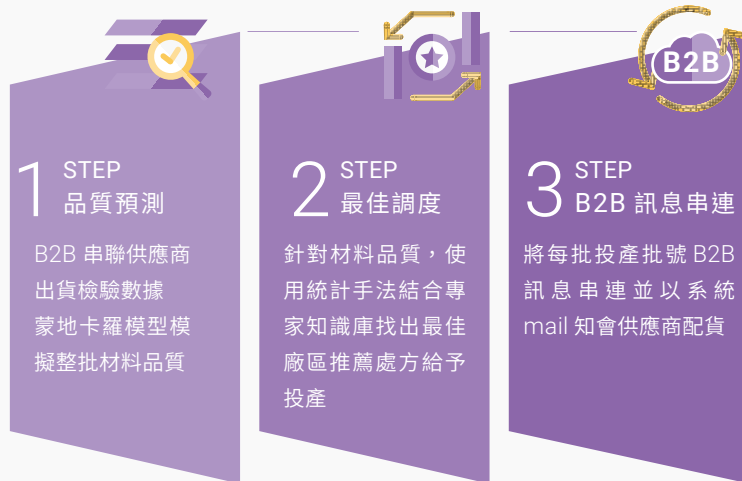 1 STEP
品質預測
B2B 串聯供應商
出貨檢驗數據
蒙地卡羅模型模
擬整批材料品質
2 STEP
最佳調度
針對材料品質，使
用統計手法結合專
家知識庫找出最佳
廠區推薦處方給予
投產
B2B
3 STEP
B2B 訊息串連
將每批投產批號 B2B
訊息串連並以系統
mail 知會供應商配貨